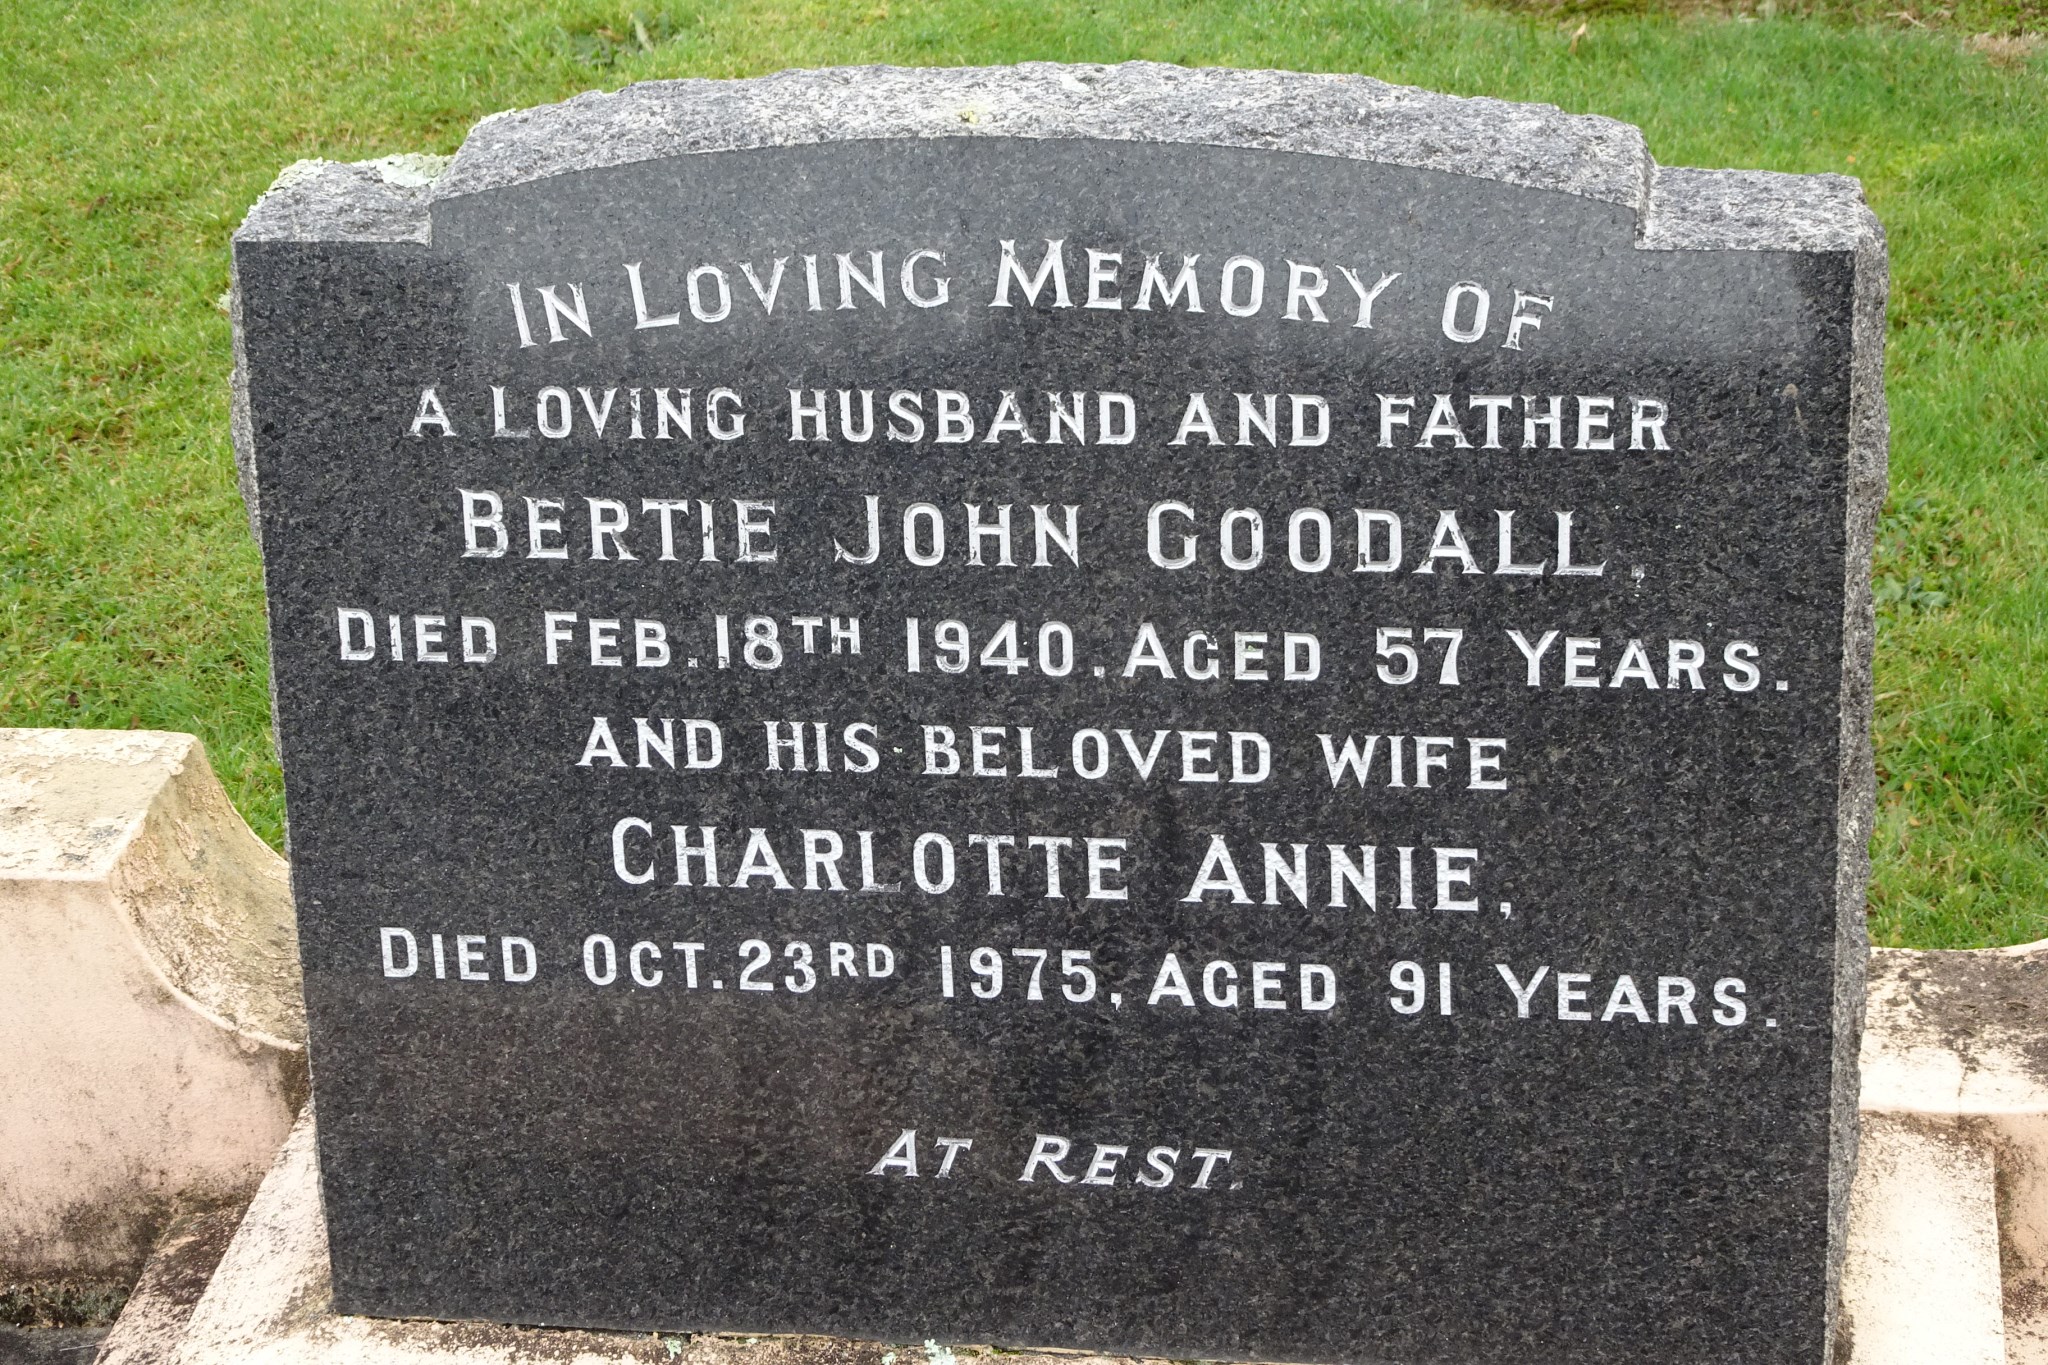 IN LOVING MEMORY OF
A LOVING HUSBAND AND FATHER
BERTIE JOHN GOODALL,
DIED FEB. 18TH 1940, AGED 57 YEARS.
AND HIS BELOVED WIFE
CHARLOTTE ANNIE,
DIED OCT. 23RD 1975, AGED 91 YEARS.
AT REST.